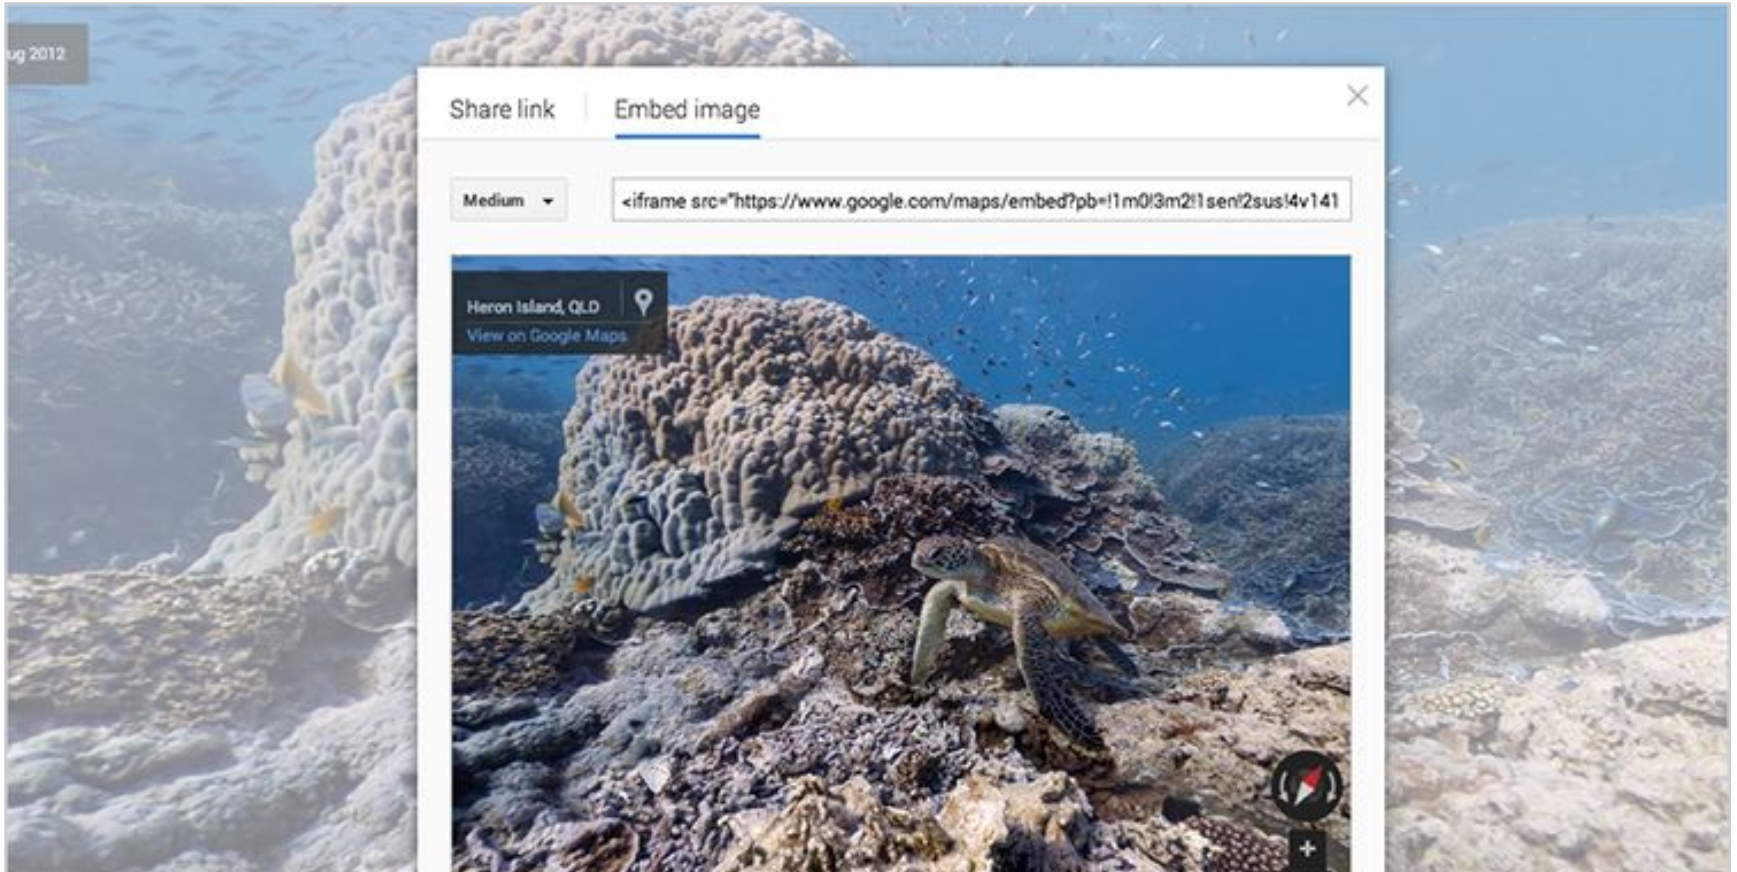 ug 2012
Share link
Embed image
Medium
<iframe src="https://www.google.com/maps/embed?pb=!1m0!3m2!1sen!2sus!4v141
Heron Island, QLD
View on Google Maps